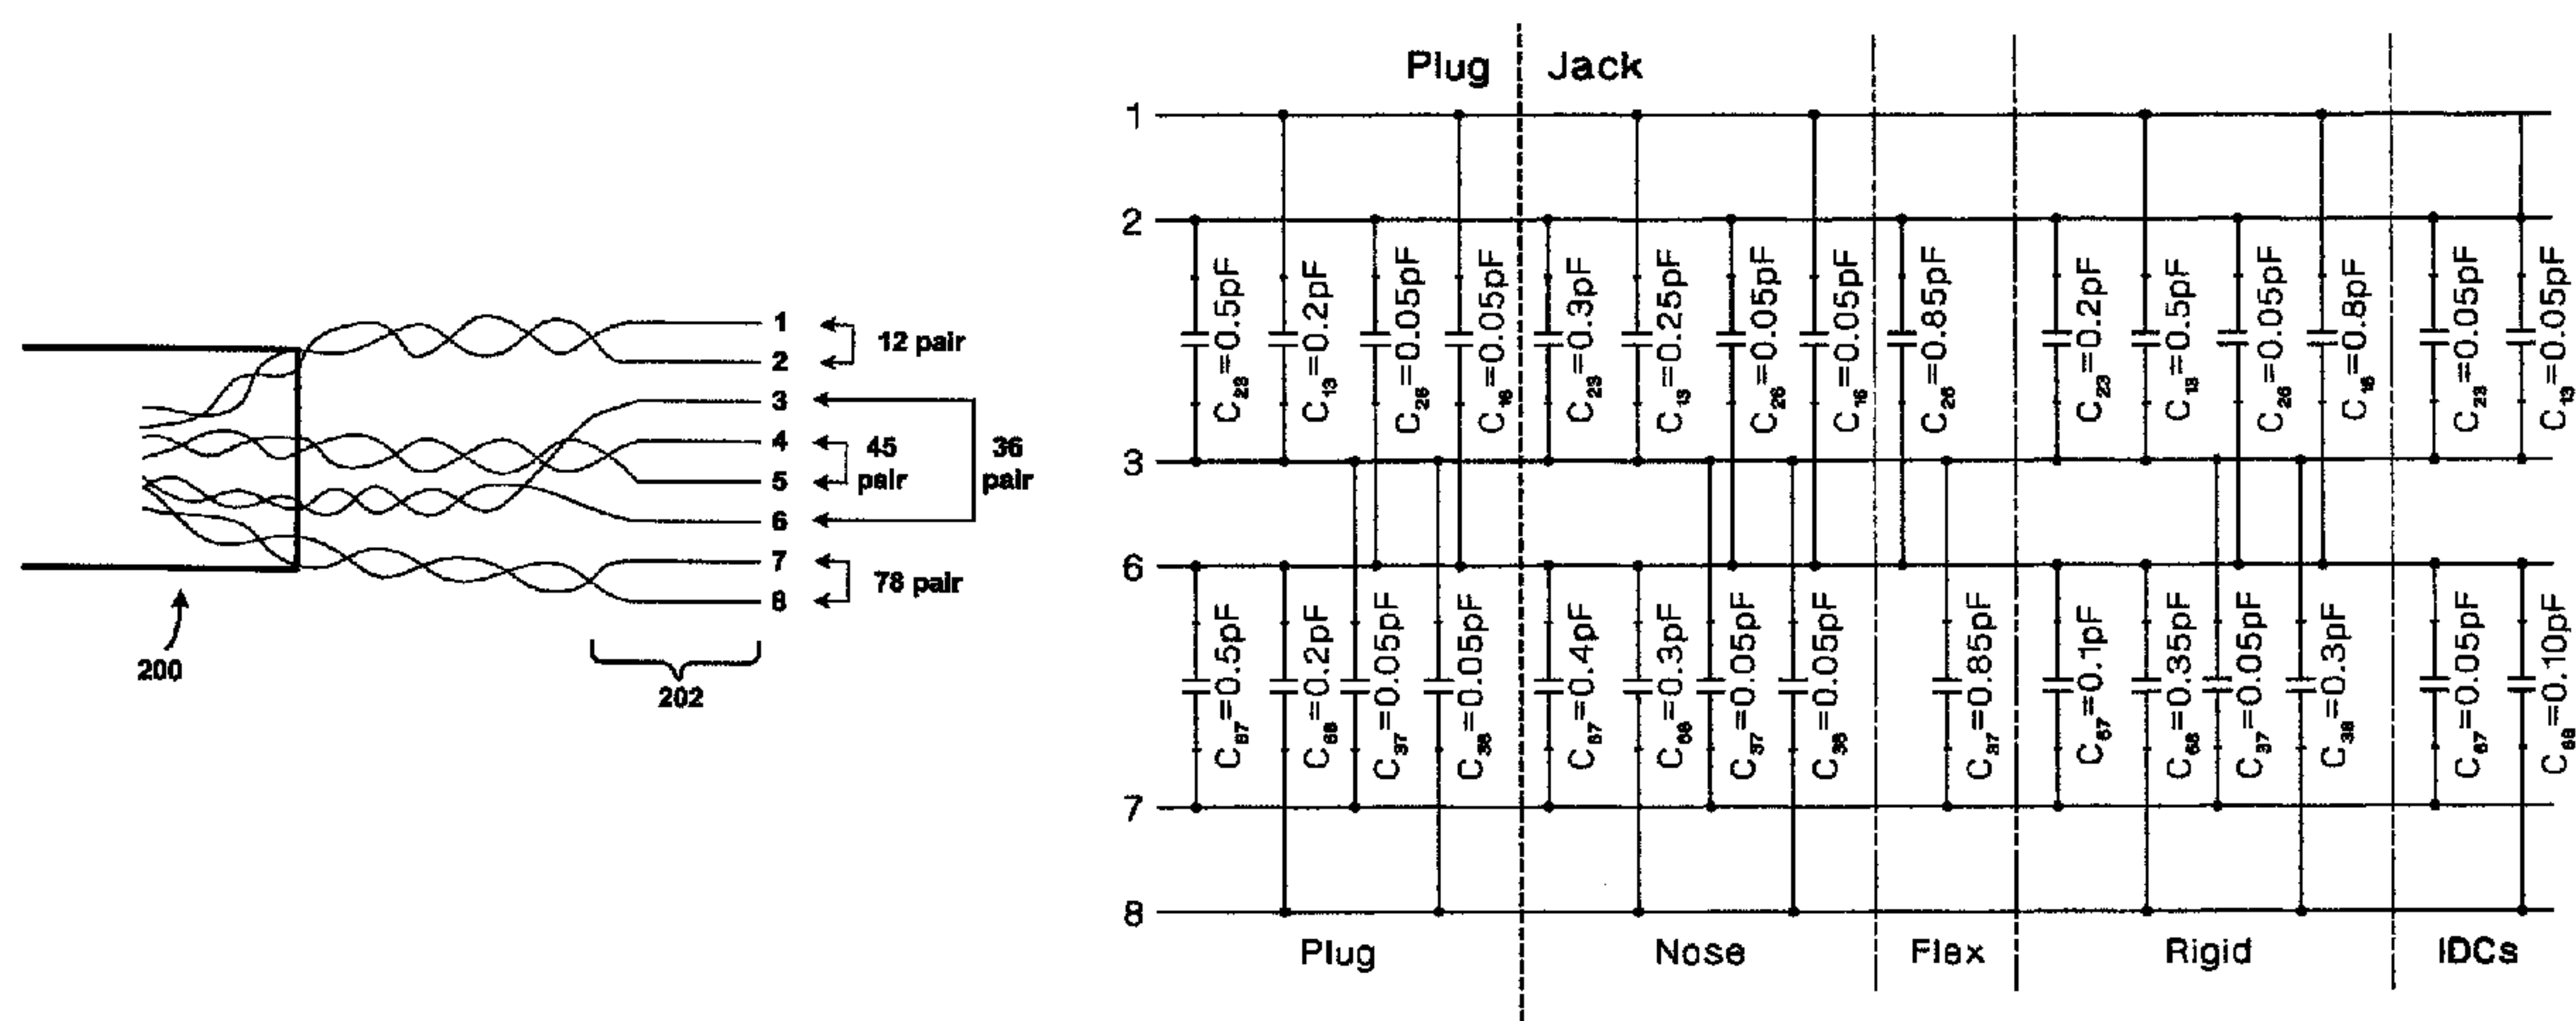 1
2
3
4
5
6
7
8
12 pair
45
pair
36
pair
78 pair
200
202
Plug
Jack
1
2
3
6
7
8
C23=0.5pF
C13=0.2pF
C26=0.05pF
C16=0.05pF
C23=0.3pF
C13=0.25pF
C26=0.05pF
C16=0.05pF
C26=0.85pF
C23=0.2pF
C13=0.5pF
C26=0.05pF
C16=0.8pF
C23=0.05pF
C13=0.05pF
C67=0.5pF
C68=0.2pF
C37=0.05pF
C38=0.05pF
C67=0.4pF
C68=0.3pF
C37=0.05pF
C38=0.05pF
C37=0.85pF
C67=0.1pF
C68=0.35pF
C37=0.05pF
C38=0.3pF
C67=0.05pF
C68=0.10pF
Plug
Nose
Flex
Rigid
IDCs